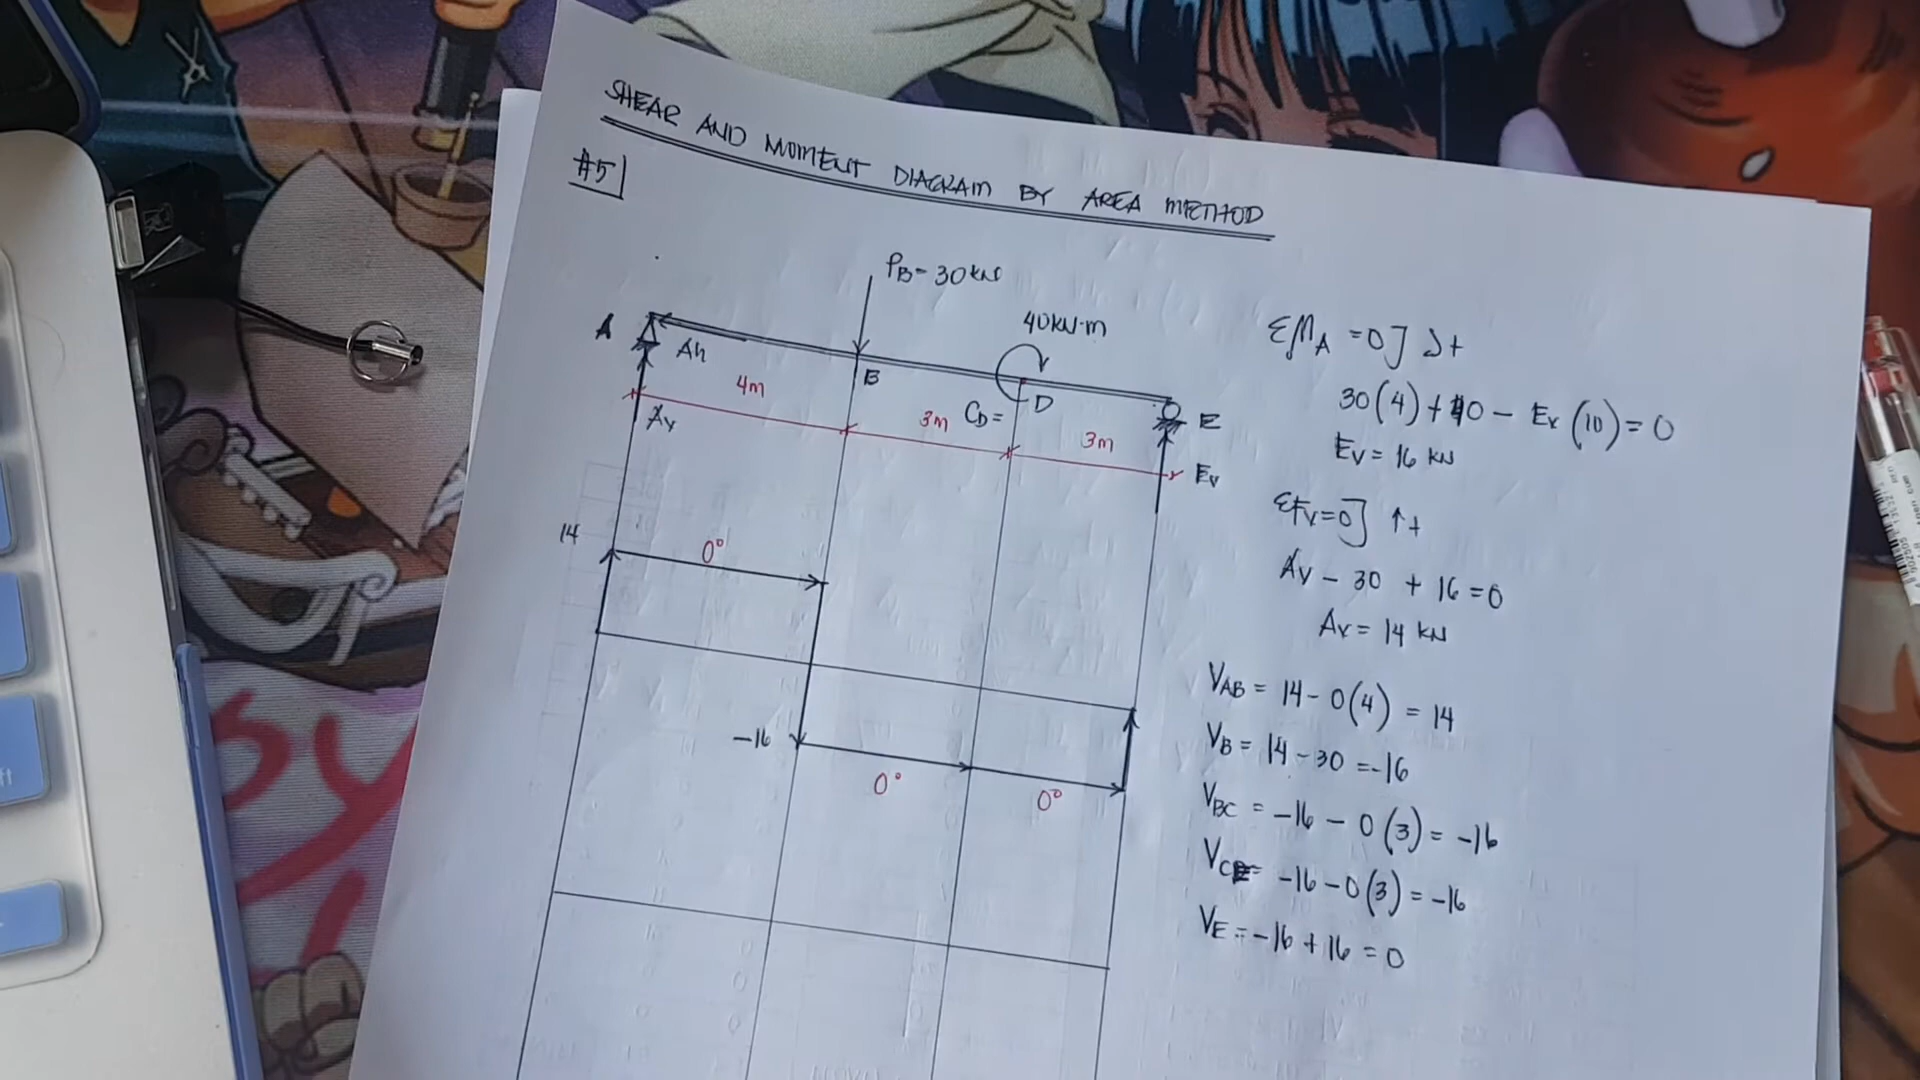 SHEAR AND MOMENT DIAGRAM BY AREA METHOD
#5
PB = 30 kN
40 kN·m
A
Ah
B
D
CD =
E
4m
3m
3m
Av
Ev
14
0°
-16
0°
0°
ΣMA = 0] ↻+
30(4) + 40 - Ev (10) = 0
Ev = 16 kN
ΣFv = 0] ↑+
Av - 30 + 16 = 0
Av = 14 kN
VAB = 14 - 0(4) = 14
VB = 14 - 30 = -16
VBC = -16 - 0(3) = -16
VCE = -16 - 0(3) = -16
VE = -16 + 16 = 0